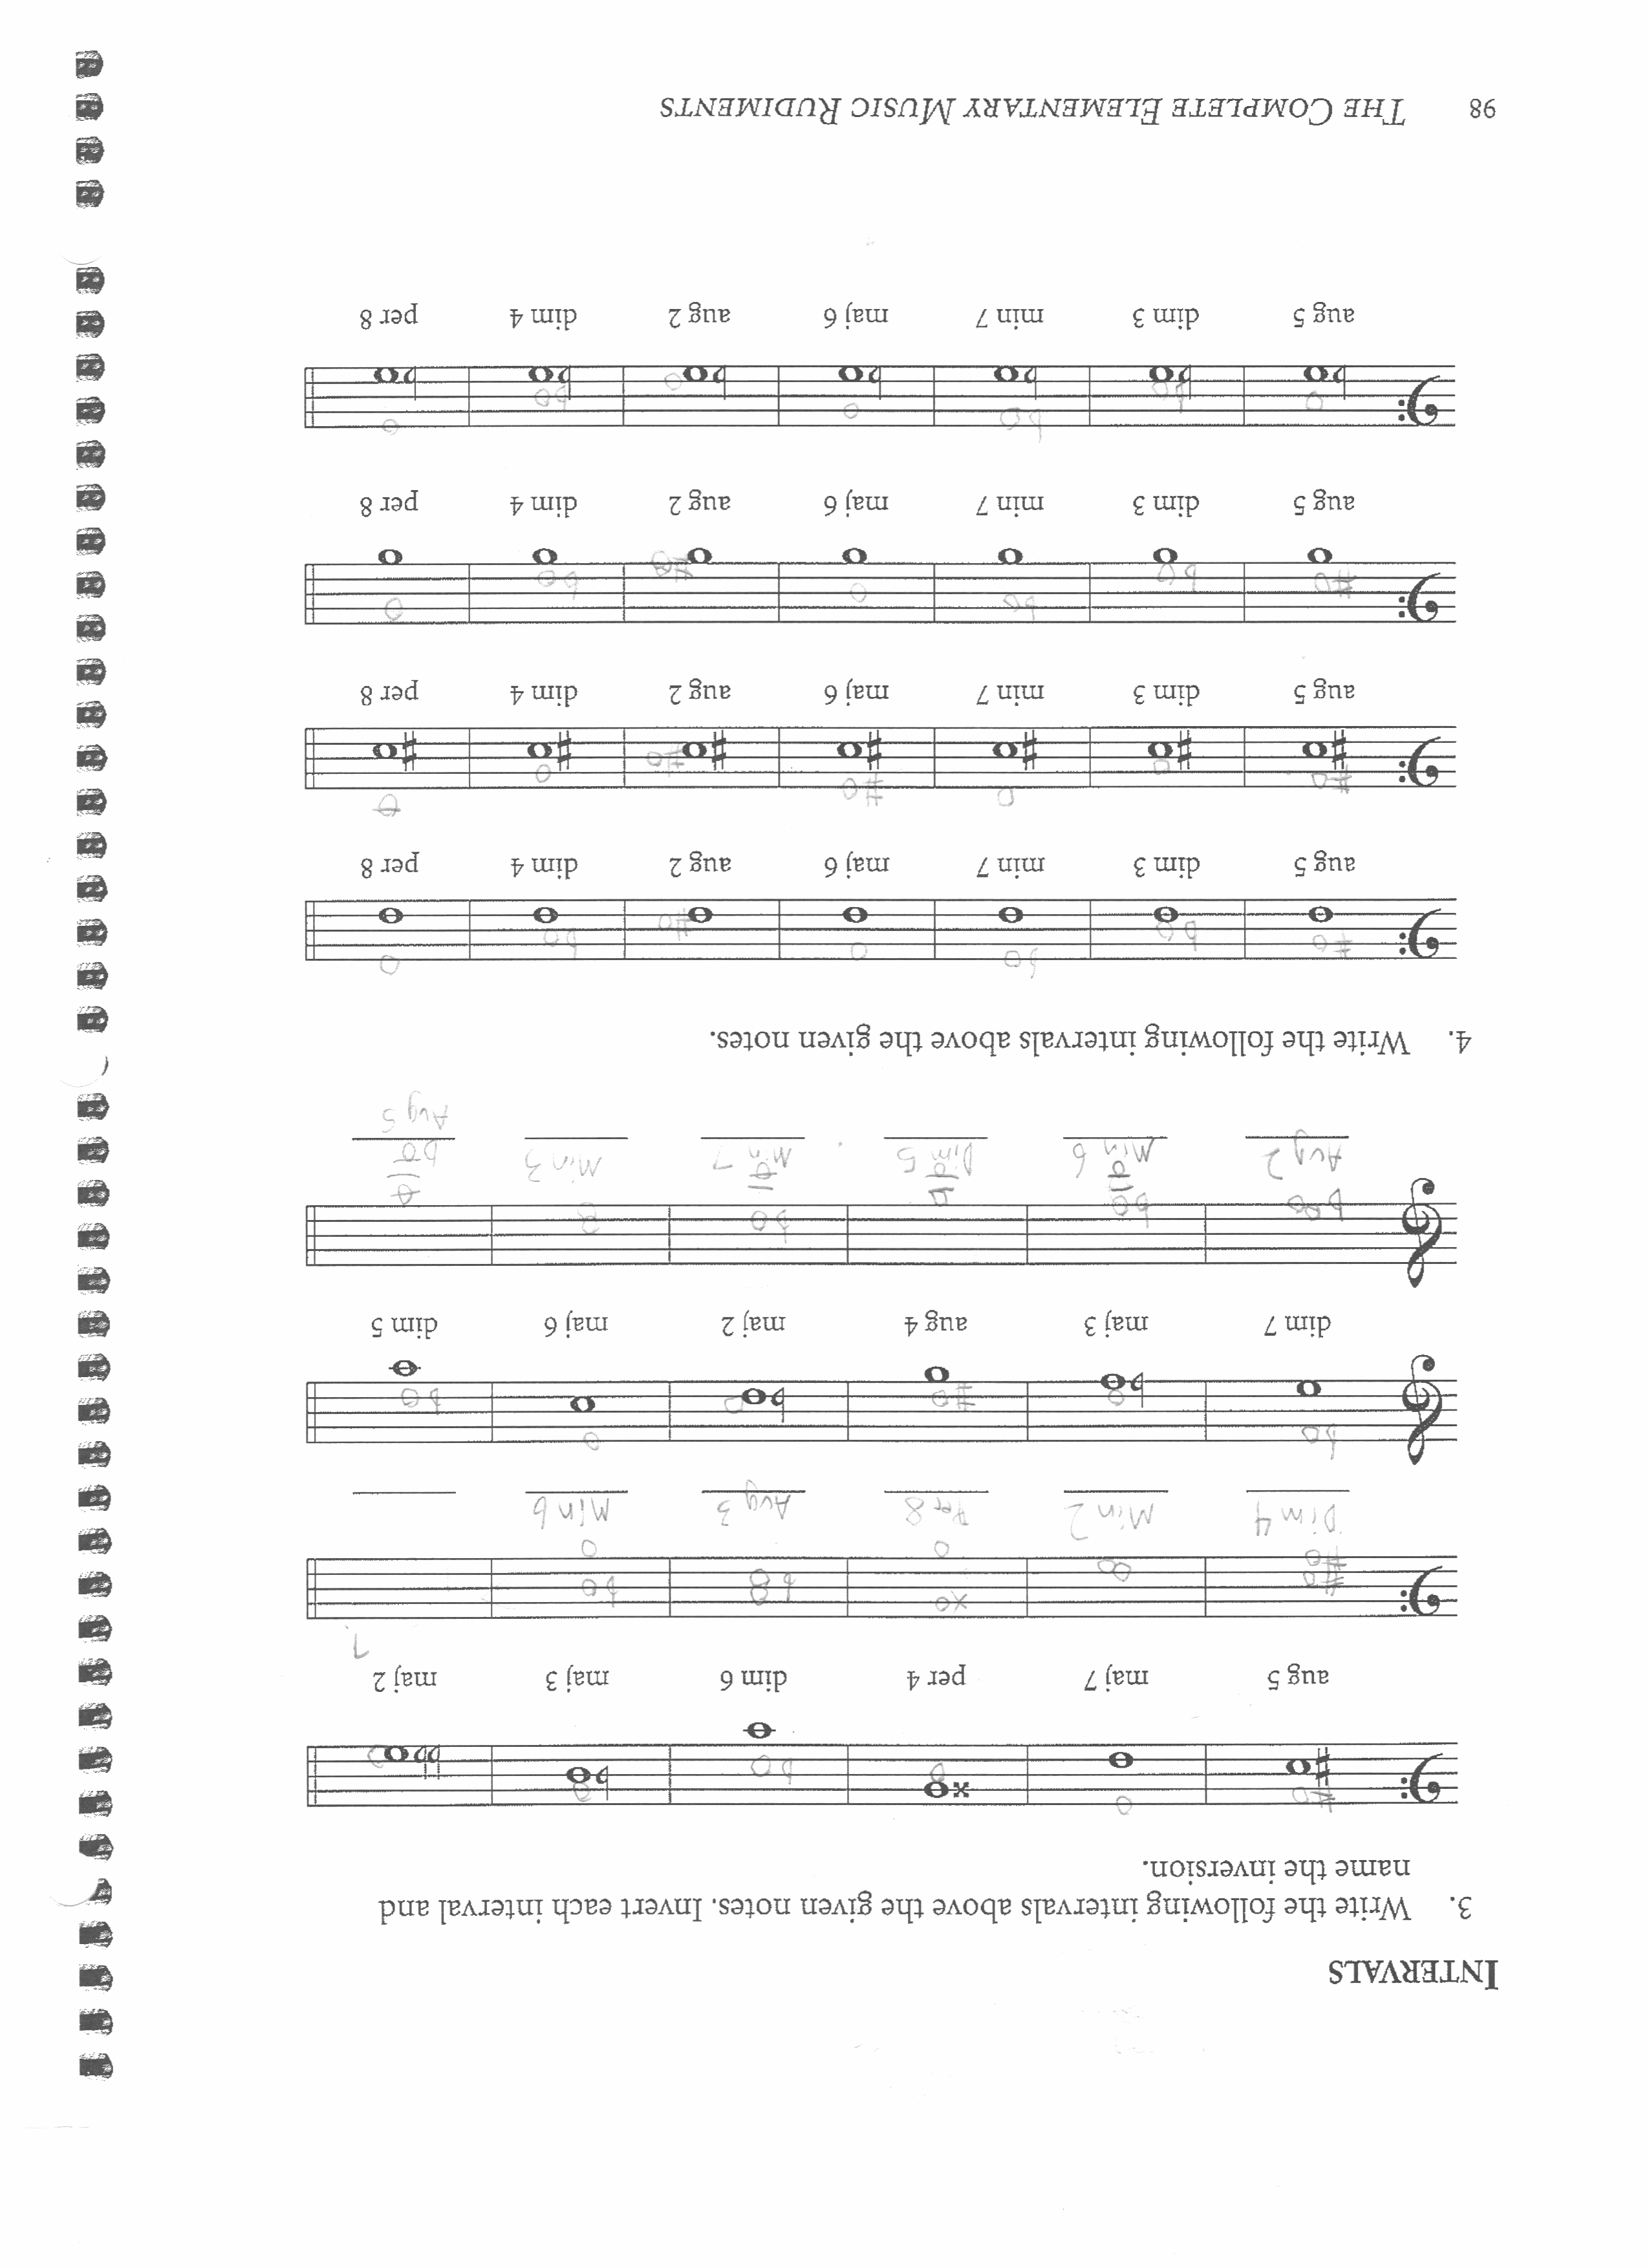 INTERVALS
3. Write the following intervals above the given notes. Invert each interval and
name the inversion.
aug 5 maj 7 per 4 dim 6 maj 3 maj 2
Dim 4 Min 2 Per 8 Aug 3 Min 6
dim 7 maj 3 aug 4 maj 2 maj 6 dim 5
Aug 2 Min 6 Dim 5 Min 7 Min 3 Aug 5
4. Write the following intervals above the given notes.
aug 5 dim 3 min 7 maj 6 aug 2 dim 4 per 8
aug 5 dim 3 min 7 maj 6 aug 2 dim 4 per 8
aug 5 dim 3 min 7 maj 6 aug 2 dim 4 per 8
aug 5 dim 3 min 7 maj 6 aug 2 dim 4 per 8
98 THE COMPLETE ELEMENTARY MUSIC RUDIMENTS